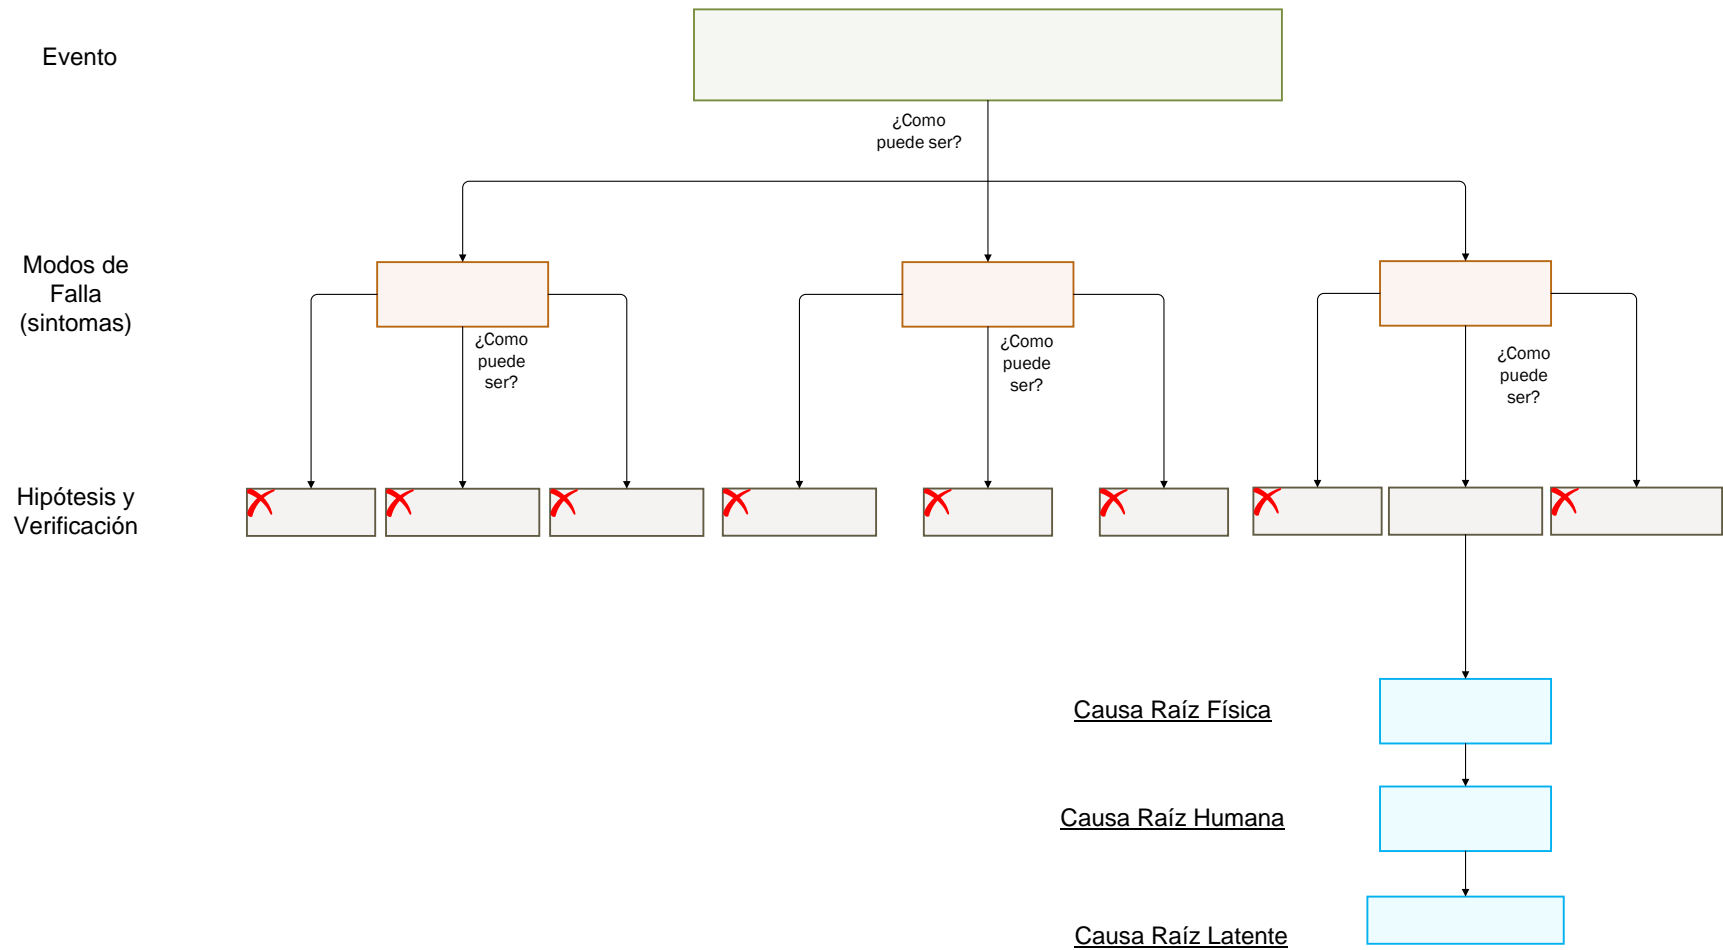 Evento
¿Como
puede ser?
Modos de
Falla
(sintomas)
¿Como
puede
ser?
¿Como
puede
ser?
¿Como
puede
ser?
Hipótesis y
Verificación
Causa Raíz Física
Causa Raíz Humana
Causa Raíz Latente